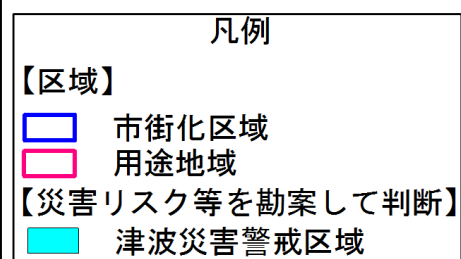 凡例
【区域】
市街化区域
用途地域
【災害リスク等を勘案して判断】
津波災害警戒区域